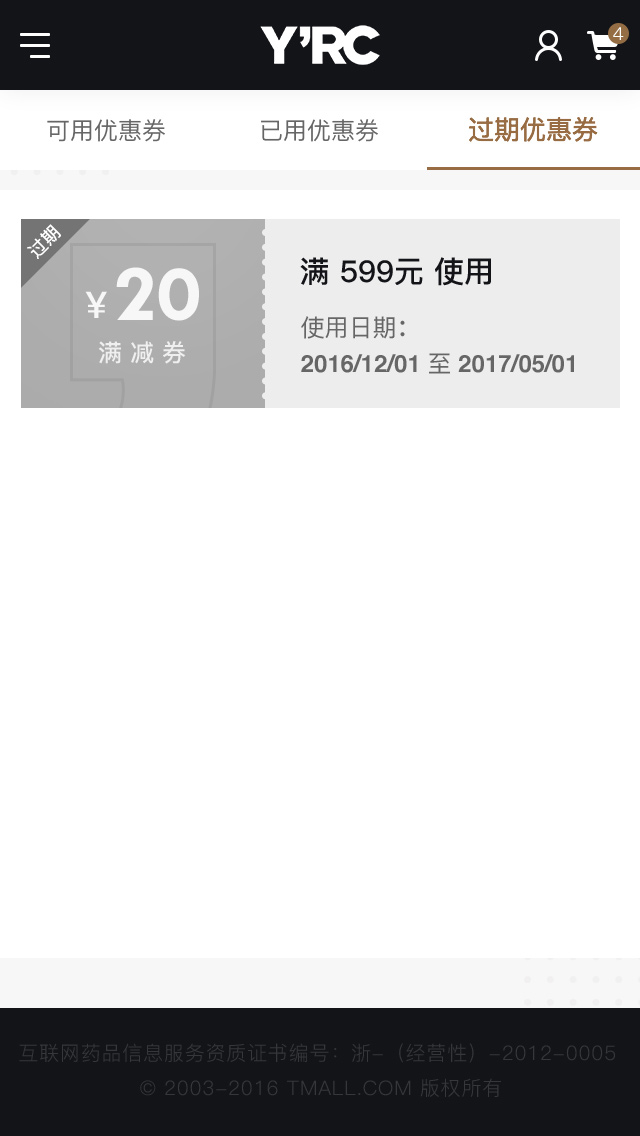 Y'RC
4
可用优惠券
已用优惠券
过期优惠券
过期
¥20
满减券
满 599元 使用
使用日期：
2016/12/01 至 2017/05/01
互联网药品信息服务资质证书编号：浙-（经营性）-2012-0005
© 2003-2016 TMALL.COM 版权所有